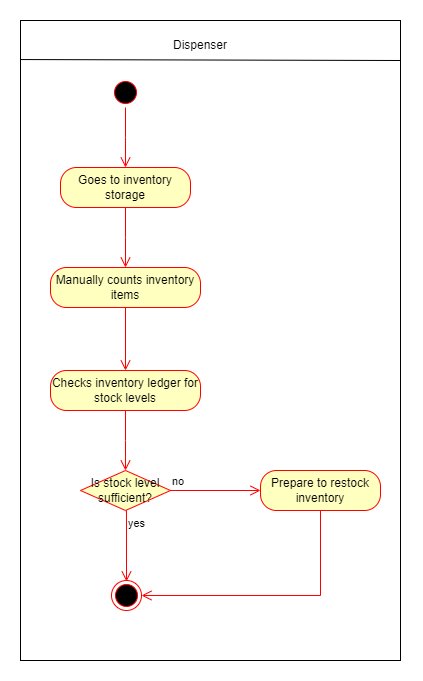 Dispenser
Goes to inventory
storage
Manually counts inventory
items
Checks inventory ledger for
stock levels
Is stock level
sufficient?
no
Prepare to restock
inventory
yes